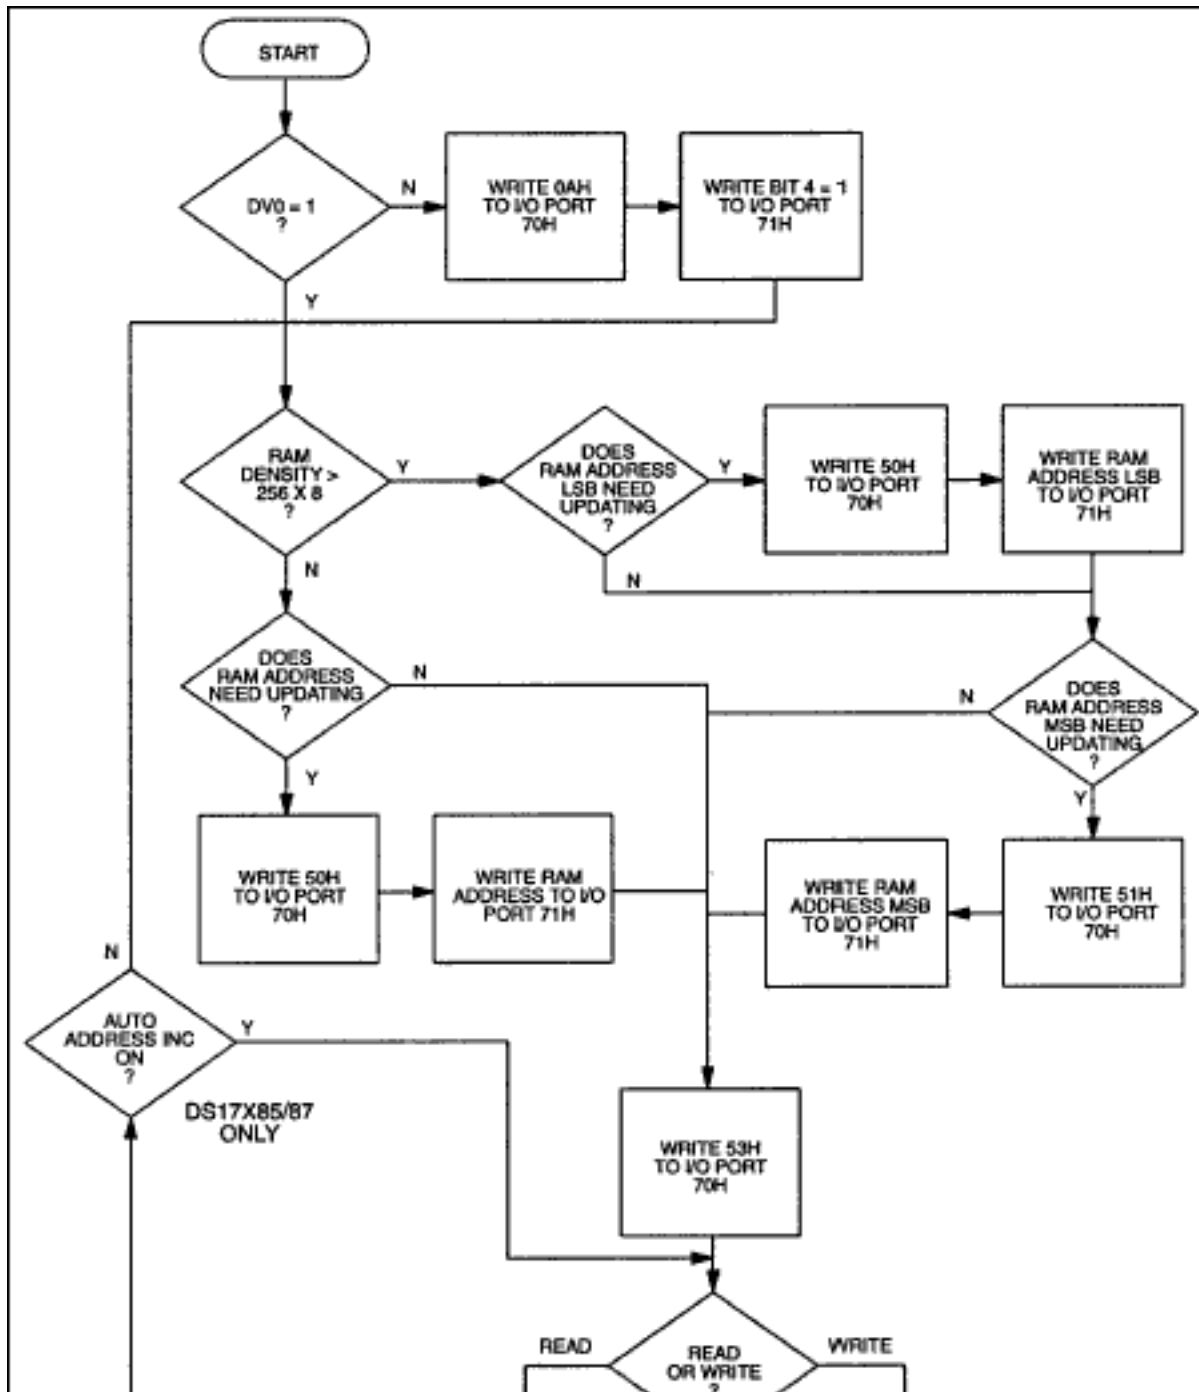 START
DV0 = 1
?
N
WRITE 0AH
TO I/O PORT
70H
WRITE BIT 4 = 1
TO I/O PORT
71H
Y
RAM
DENSITY >
256 X 8
?
Y
DOES
RAM ADDRESS
LSB NEED
UPDATING
?
Y
WRITE 50H
TO I/O PORT
70H
WRITE RAM
ADDRESS LSB
TO I/O PORT
71H
N
N
DOES
RAM ADDRESS
NEED UPDATING
?
N
N
DOES
RAM ADDRESS
MSB NEED
UPDATING
?
Y
Y
WRITE 50H
TO I/O PORT
70H
WRITE RAM
ADDRESS TO I/O
PORT 71H
WRITE RAM
ADDRESS MSB
TO I/O PORT
71H
WRITE 51H
TO I/O PORT
70H
N
AUTO
ADDRESS INC
ON
?
Y
DS17X85/87
ONLY
WRITE 53H
TO I/O PORT
70H
READ
READ
OR WRITE
?
WRITE